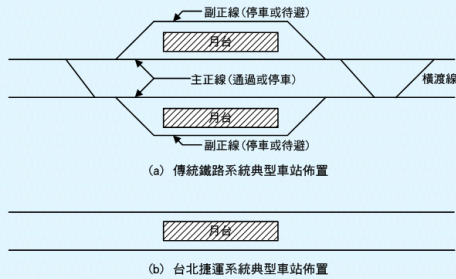 副正線(停車或待避)
月台
主正線(通過或停車)
橫渡線
月台
副正線(停車或待避)
(a) 傳統鐵路系統典型車站佈置
月台
(b) 台北捷運系統典型車站佈置